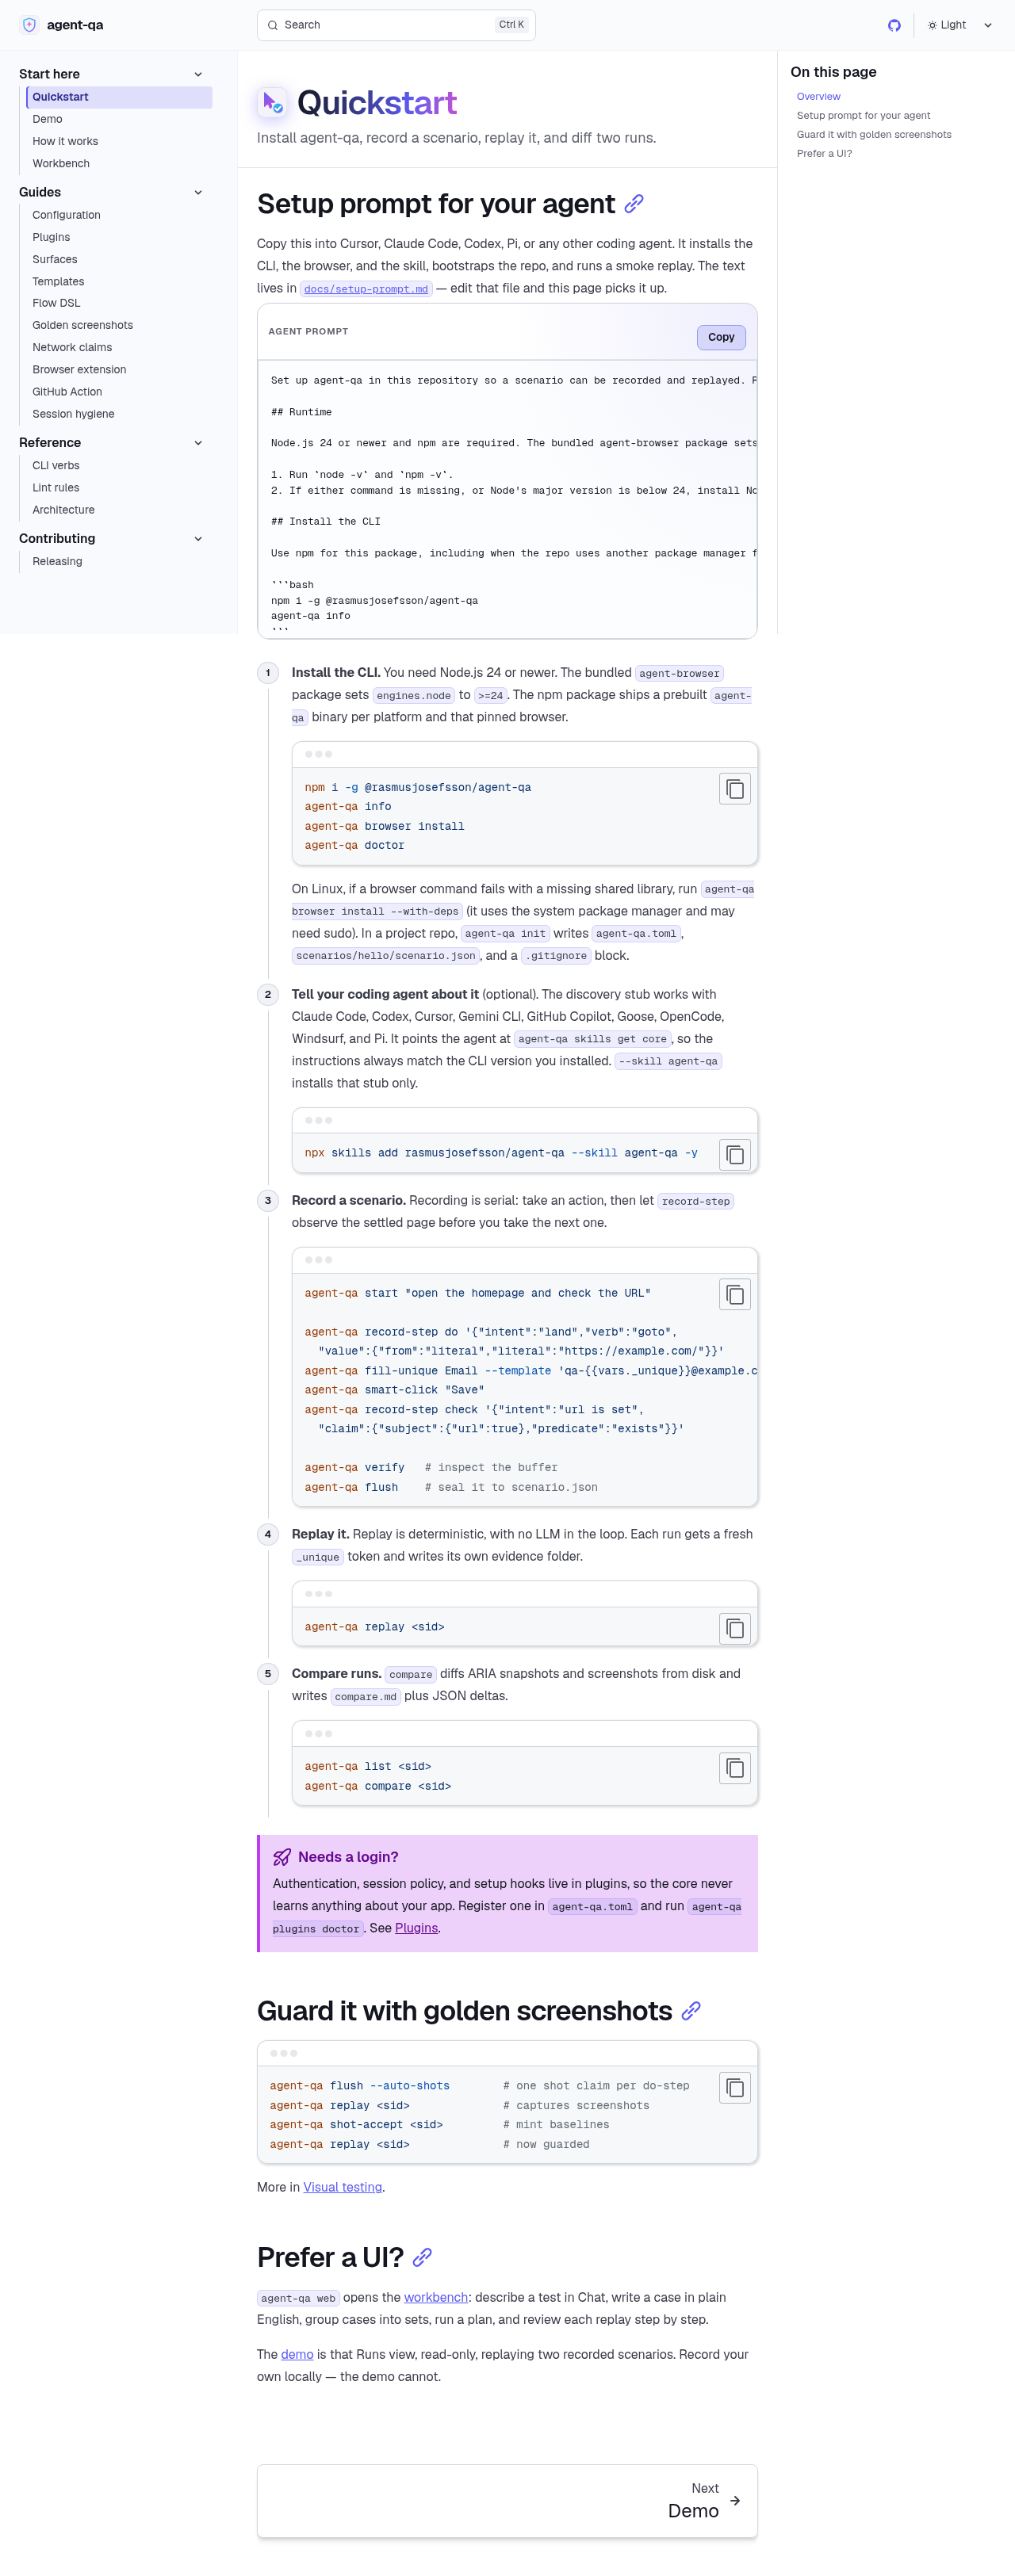 agent-qa
Search
Ctrl K
Light
Start here
Quickstart
Demo
How it works
Workbench
Guides
Configuration
Plugins
Surfaces
Templates
Flow DSL
Golden screenshots
Network claims
Browser extension
GitHub Action
Session hygiene
Reference
CLI verbs
Lint rules
Architecture
Contributing
Releasing
On this page
Overview
Setup prompt for your agent
Guard it with golden screenshots
Prefer a UI?
Quickstart
Install agent-qa, record a scenario, replay it, and diff two runs.
Setup prompt for your agent
Copy this into Cursor, Claude Code, Codex, Pi, or any other coding agent. It installs the
CLI, the browser, and the skill, bootstraps the repo, and runs a smoke replay. The text
lives in docs/setup-prompt.md — edit that file and this page picks it up.
AGENT PROMPT
Copy
Set up agent-qa in this repository so a scenario can be recorded and replayed.
## Runtime
Node.js 24 or newer and npm are required. The bundled agent-browser package sets
1. Run `node -v` and `npm -v`.
2. If either command is missing, or Node's major version is below 24, install No
## Install the CLI
Use npm for this package, including when the repo uses another package manager f
```bash
npm i -g @rasmusjosefsson/agent-qa
agent-qa info
```
1
Install the CLI. You need Node.js 24 or newer. The bundled agent-browser
package sets engines.node to >=24. The npm package ships a prebuilt agent-
qa binary per platform and that pinned browser.
npm i -g @rasmusjosefsson/agent-qa
agent-qa info
agent-qa browser install
agent-qa doctor
On Linux, if a browser command fails with a missing shared library, run agent-qa
browser install --with-deps (it uses the system package manager and may
need sudo). In a project repo, agent-qa init writes agent-qa.toml,
scenarios/hello/scenario.json, and a .gitignore block.
2
Tell your coding agent about it (optional). The discovery stub works with
Claude Code, Codex, Cursor, Gemini CLI, GitHub Copilot, Goose, OpenCode,
Windsurf, and Pi. It points the agent at agent-qa skills get core, so the
instructions always match the CLI version you installed. --skill agent-qa
installs that stub only.
npx skills add rasmusjosefsson/agent-qa --skill agent-qa -y
3
Record a scenario. Recording is serial: take an action, then let record-step
observe the settled page before you take the next one.
agent-qa start "open the homepage and check the URL"
agent-qa record-step do '{"intent":"land","verb":"goto",
"value":{"from":"literal","literal":"https://example.com/"}}'
agent-qa fill-unique Email --template 'qa-{{vars._unique}}@example.c
agent-qa smart-click "Save"
agent-qa record-step check '{"intent":"url is set",
"claim":{"subject":{"url":true},"predicate":"exists"}}'
agent-qa verify # inspect the buffer
agent-qa flush # seal it to scenario.json
4
Replay it. Replay is deterministic, with no LLM in the loop. Each run gets a fresh
_unique token and writes its own evidence folder.
agent-qa replay <sid>
5
Compare runs. compare diffs ARIA snapshots and screenshots from disk and
writes compare.md plus JSON deltas.
agent-qa list <sid>
agent-qa compare <sid>
Needs a login?
Authentication, session policy, and setup hooks live in plugins, so the core never
learns anything about your app. Register one in agent-qa.toml and run agent-qa
plugins doctor. See Plugins.
Guard it with golden screenshots
agent-qa flush --auto-shots # one shot claim per do-step
agent-qa replay <sid> # captures screenshots
agent-qa shot-accept <sid> # mint baselines
agent-qa replay <sid> # now guarded
More in Visual testing.
Prefer a UI?
agent-qa web opens the workbench: describe a test in Chat, write a case in plain
English, group cases into sets, run a plan, and review each replay step by step.
The demo is that Runs view, read-only, replaying two recorded scenarios. Record your
own locally — the demo cannot.
Next
Demo